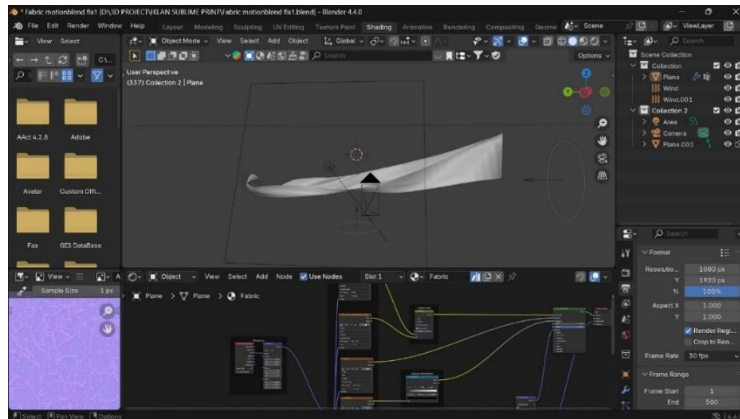 * Fabric motionblend fix1 [D:\3D PROJECT\KLAN SUBLIME PRINT\Fabric motionblend fix1.blend] - Blender 4.4.0
File Edit Render Window Help Layout Modeling Sculpting UV Editing Texture Paint Shading Animation Rendering Compositing Geome Scene ViewLayer
View Select Object Mode View Select Add Object Global
C:\...
Options
User Perspective
(337) Collection 2 | Plane
AAct 4.2.8 Adobe
Avatar Custom Offi...
Fax GES DataBase
Scene Collection
Collection
Plane
Wind
Wind.001
Collection 2
Area
Camera
Plane.001
Search
View Object View Select Add Node Use Nodes Slot 1 Fabric
Sample Size 1 px
Plane Plane Fabric
Format
Resolutio... 1080 px
Y 1920 px
% 100%
Aspect X 1.000
Y 1.000
Render Regi...
Crop to Ren...
Frame Rate 30 fps
Frame Range
Frame Start 1
End 500
Select Pan View Options